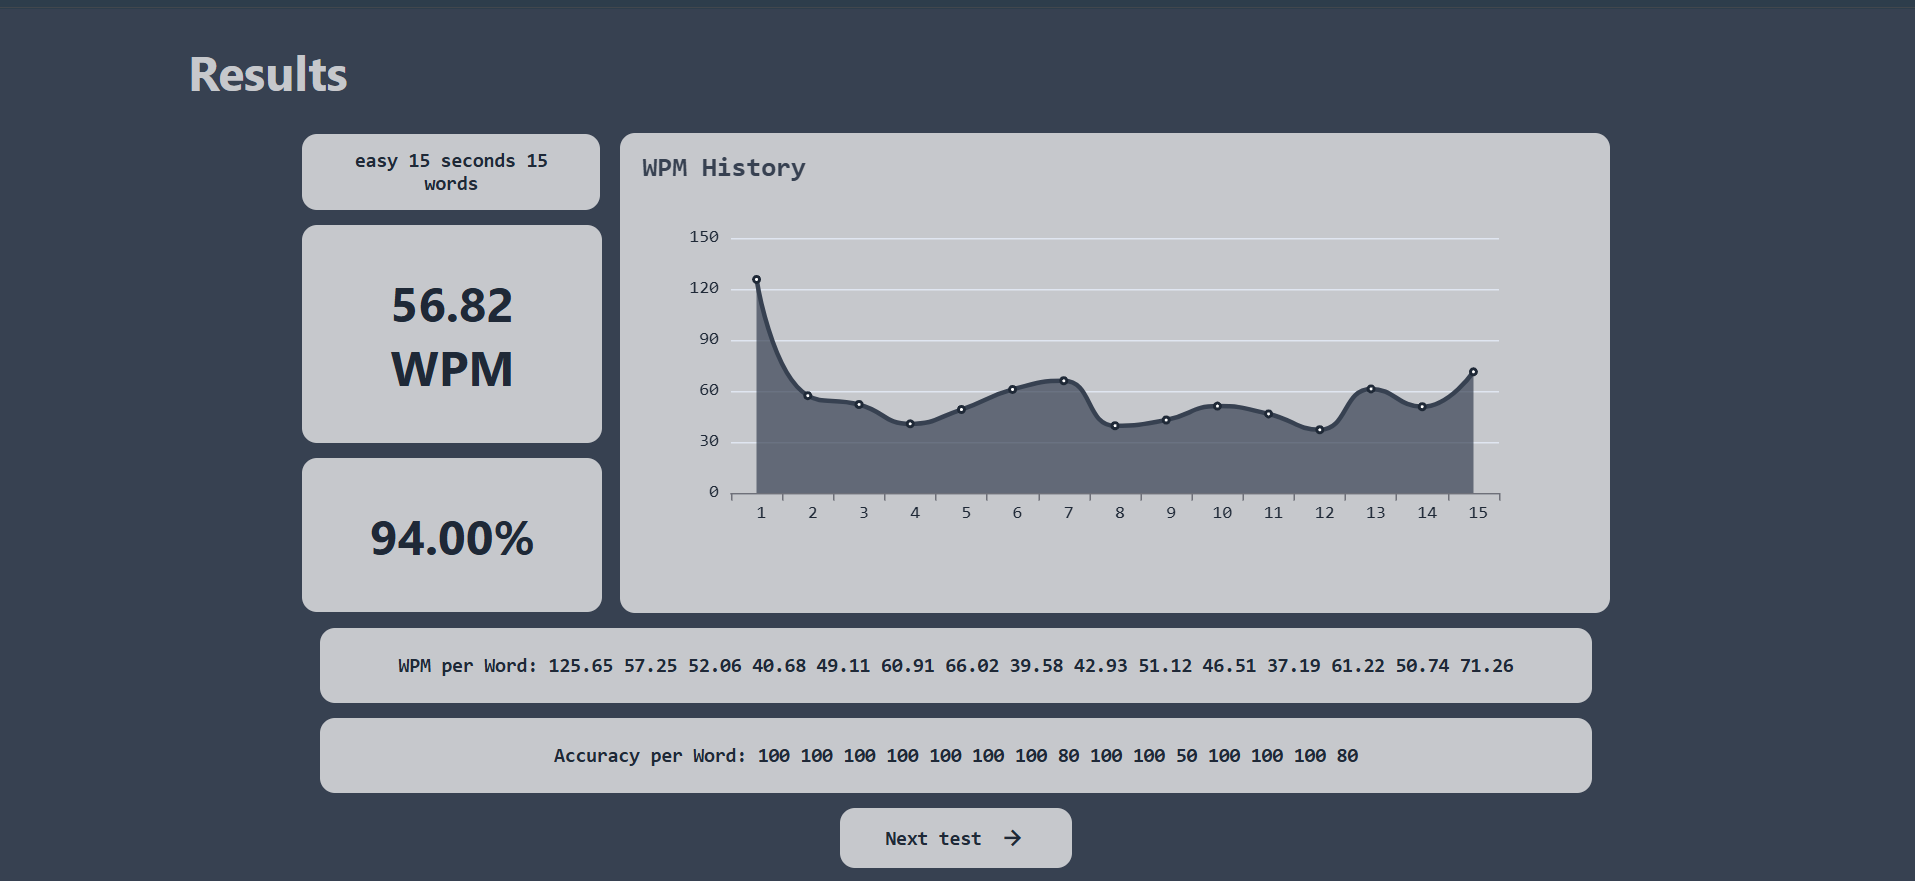 Results
easy 15 seconds 15
words
56.82
WPM
94.00%
WPM History
150
120
90
60
30
0
1 2 3 4 5 6 7 8 9 10 11 12 13 14 15
WPM per Word: 125.65 57.25 52.06 40.68 49.11 60.91 66.02 39.58 42.93 51.12 46.51 37.19 61.22 50.74 71.26
Accuracy per Word: 100 100 100 100 100 100 100 80 100 100 50 100 100 100 80
Next test →